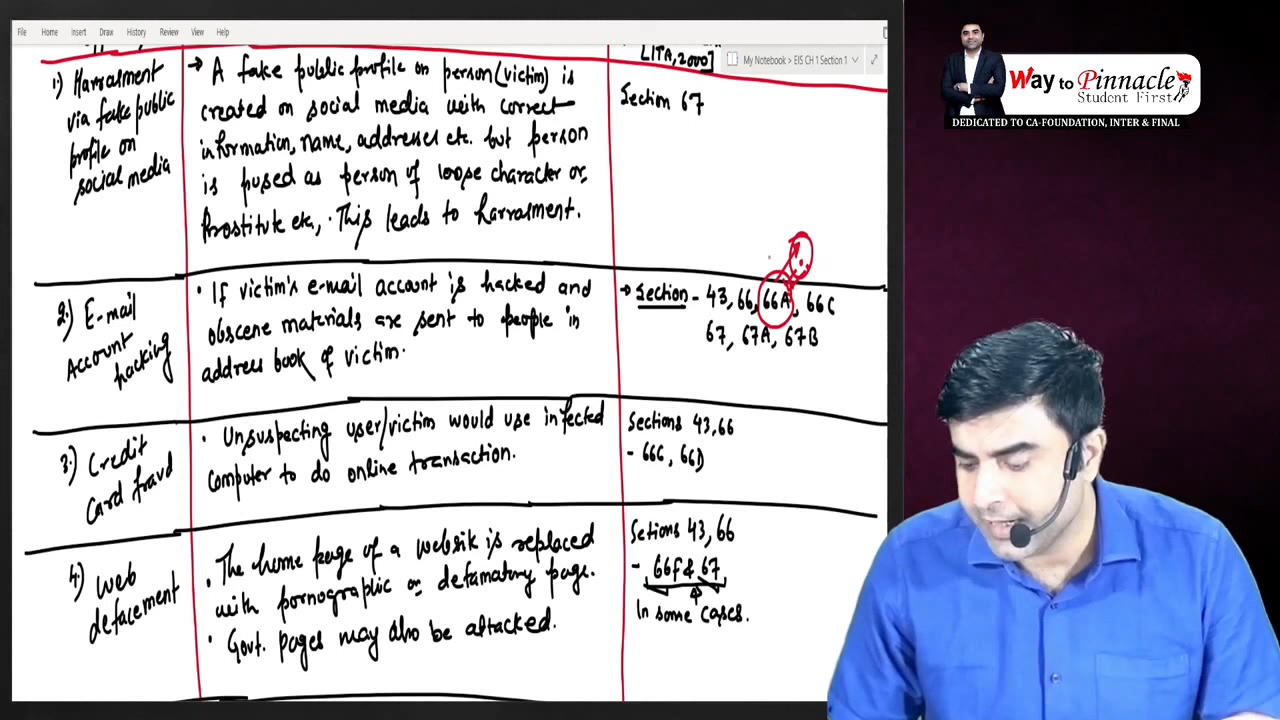 File Home Insert Draw History View Help
[ITA, 2000]
My Notebook > EIS CH 1 Section 1
Way to Pinnacle
Student First
DEDICATED TO CA-FOUNDATION, INTER & FINAL
1) Harrasment
via fake public
profile on
social media
→ A fake public profile on person (victim) is
created on social media with correct
information, name, addresses etc. but person
is posed as person of loose character or
Prostitute etc, . This leads to harrasment.
Section 67
2) E-mail
Account
hacking
• If victim's e-mail account is hacked and
obscene materials are sent to people in
address book of victim.
→ Section - 43, 66, 66A, 66C
67, 67A, 67B
3) Credit
Card fraud
• Unsuspecting user/victim would use infected
computer to do online transaction.
Sections 43, 66
- 66C, 66D
4) Web
defacement
• The home page of a website is replaced
with pornographic or defamatory page.
• Govt. pages may also be attacked.
Sections 43, 66
- 66F & 67
In some cases.